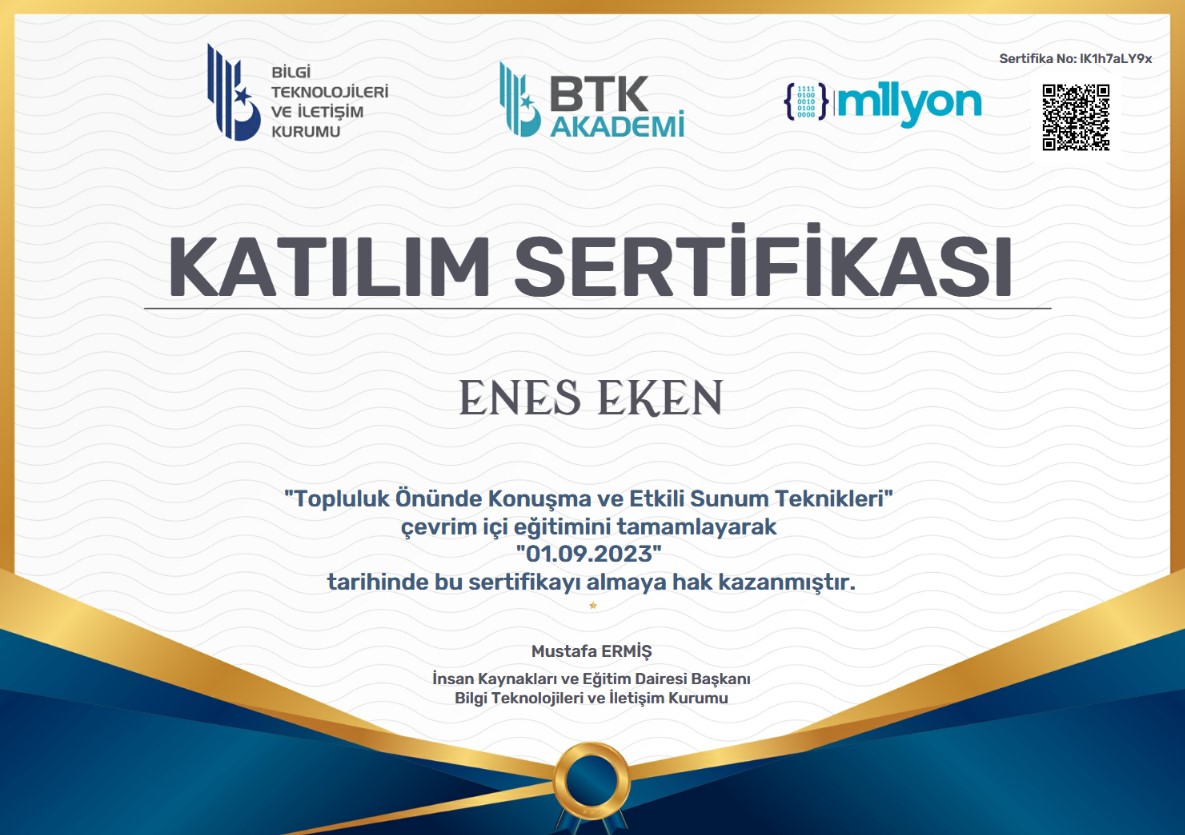 BİLGİ
TEKNOLOJİLERİ
VE İLETİŞİM
KURUMU
BTK
AKADEMİ
1111
0100
0010
0100
0000
m1lyon
Sertifika No: IK1h7aLY9x
KATILIM SERTİFİKASI
ENES EKEN
"Topluluk Önünde Konuşma ve Etkili Sunum Teknikleri"
çevrim içi eğitimini tamamlayarak
"01.09.2023"
tarihinde bu sertifikayı almaya hak kazanmıştır.
Mustafa ERMİŞ
İnsan Kaynakları ve Eğitim Dairesi Başkanı
Bilgi Teknolojileri ve İletişim Kurumu